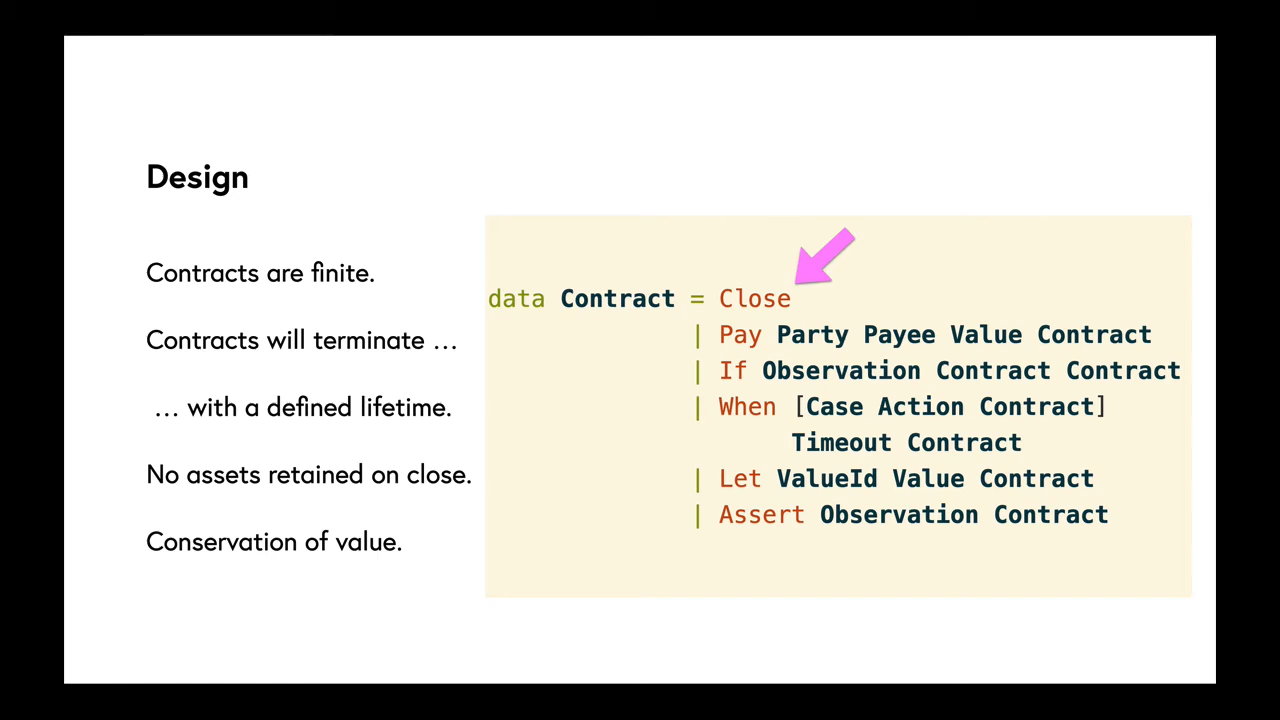 Design
Contracts are finite.
Contracts will terminate …
… with a defined lifetime.
No assets retained on close.
Conservation of value.
data Contract = Close
| Pay Party Payee Value Contract
| If Observation Contract Contract
| When [Case Action Contract]
Timeout Contract
| Let ValueId Value Contract
| Assert Observation Contract